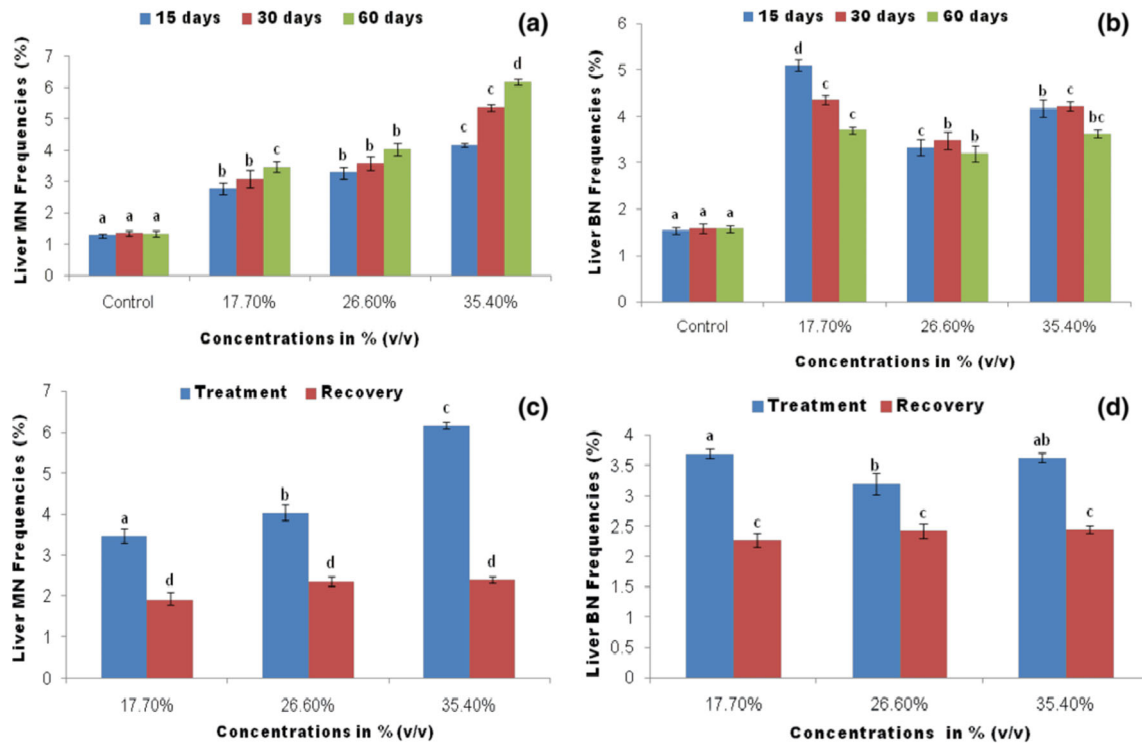 15 days 30 days 60 days
(a)
Liver MN Frequencies (%)
7
6
5
4
3
2
1
0
a a a
b b c
b b b
c c d
Control 17.70% 26.60% 35.40%
Concentrations in % (v/v)
15 days 30 days 60 days
(b)
Liver BN Frequencies (%)
6
5
4
3
2
1
0
a a a
d c c
c b b
b c bc
Control 17.70% 26.60% 35.40%
Concentrations in % (v/v)
Treatment Recovery
(c)
Liver MN Frequencies (%)
7
6
5
4
3
2
1
0
a d
b d
c d
17.70% 26.60% 35.40%
Concentrations in % (v/v)
Treatment Recovery
(d)
Liver BN Frequencies (%)
4
3.5
3
2.5
2
1.5
1
0.5
0
a c
b c
ab c
17.70% 26.60% 35.40%
Concentrations in % (v/v)